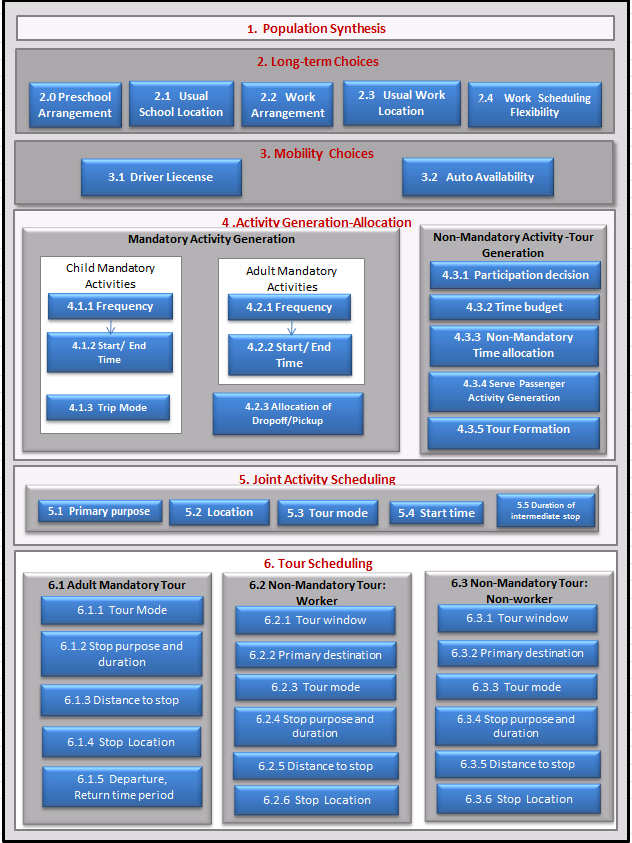 1. Population Synthesis
2. Long-term Choices
2.0 Preschool
Arrangement
2.1 Usual
School Location
2.2 Work
Arrangement
2.3 Usual Work
Location
2.4 Work Scheduling
Flexibility
3. Mobility Choices
3.1 Driver Liecense
3.2 Auto Availability
4 .Activity Generation-Allocation
Mandatory Activity Generation
Child Mandatory
Activities
4.1.1 Frequency
4.1.2 Start/ End
Time
4.1.3 Trip Mode
Adult Mandatory
Activities
4.2.1 Frequency
4.2.2 Start/ End
Time
4.2.3 Allocation of
Dropoff/Pickup
Non-Mandatory Activity -Tour
Generation
4.3.1 Participation decision
4.3.2 Time budget
4.3.3 Non-Mandatory
Time allocation
4.3.4 Serve Passenger
Activity Generation
4.3.5 Tour Formation
5. Joint Activity Scheduling
5.1 Primary purpose
5.2 Location
5.3 Tour mode
5.4 Start time
5.5 Duration of
intermediate stop
6. Tour Scheduling
6.1 Adult Mandatory Tour
6.1.1 Tour Mode
6.1.2 Stop purpose and
duration
6.1.3 Distance to stop
6.1.4 Stop Location
6.1.5 Departure,
Return time period
6.2 Non-Mandatory Tour:
Worker
6.2.1 Tour window
6.2.2 Primary destination
6.2.3 Tour mode
6.2.4 Stop purpose and
duration
6.2.5 Distance to stop
6.2.6 Stop Location
6.3 Non-Mandatory Tour:
Non-worker
6.3.1 Tour window
6.3.2 Primary destination
6.3.3 Tour mode
6.3.4 Stop purpose and
duration
6.3.5 Distance to stop
6.3.6 Stop Location